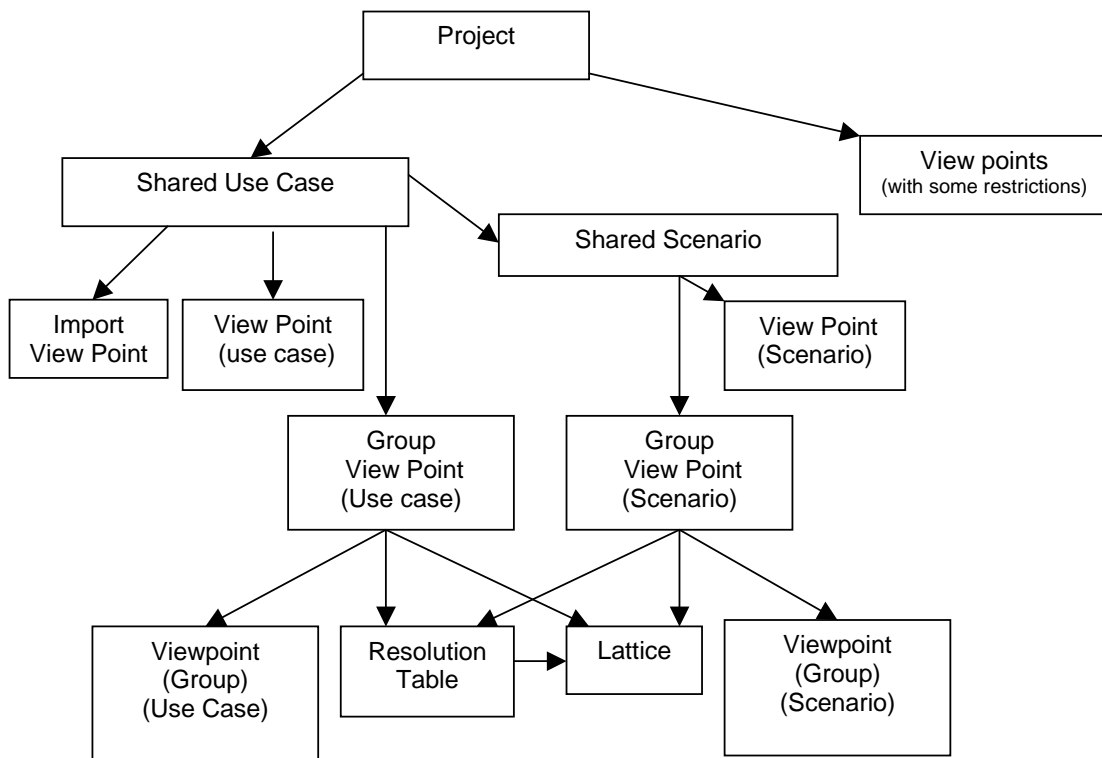 Project
View points
(with some restrictions)
Shared Use Case
Shared Scenario
Import
View Point
View Point
(use case)
View Point
(Scenario)
Group
View Point
(Use case)
Group
View Point
(Scenario)
Viewpoint
(Group)
(Use Case)
Resolution
Table
Lattice
Viewpoint
(Group)
(Scenario)